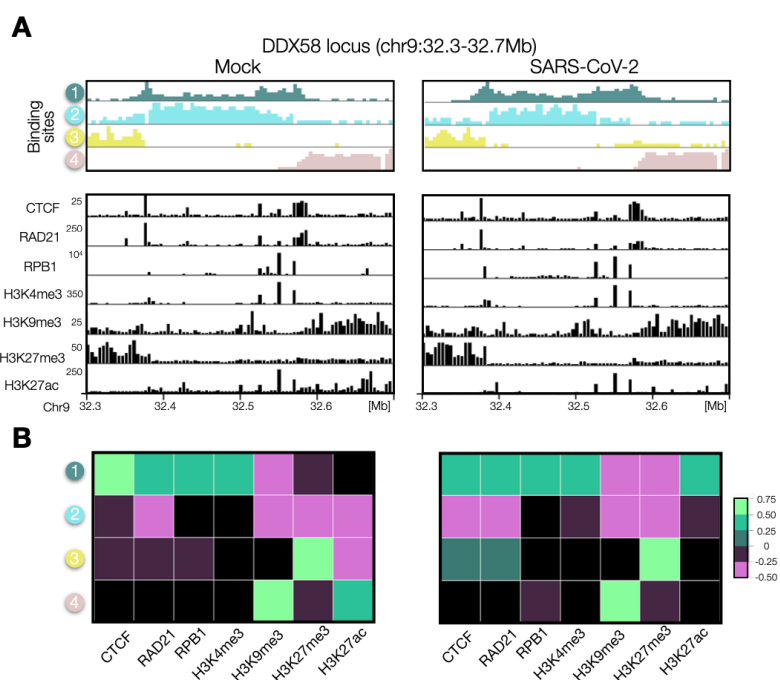 A
DDX58 locus (chr9:32.3-32.7Mb)
Mock
SARS-CoV-2
Binding
sites
1
2
3
4
CTCF 25
RAD21 250
RPB1 10⁴
H3K4me3 350
H3K9me3 25
H3K27me3 50
H3K27ac 250
Chr9 32.3 32.4 32.5 32.6 [Mb] 32.3 32.4 32.5 32.6 [Mb]
B
1
2
3
4
0.75
0.50
0.25
0
-0.25
-0.50
CTCF RAD21 RPB1 H3K4me3 H3K9me3 H3K27me3 H3K27ac
CTCF RAD21 RPB1 H3K4me3 H3K9me3 H3K27me3 H3K27ac